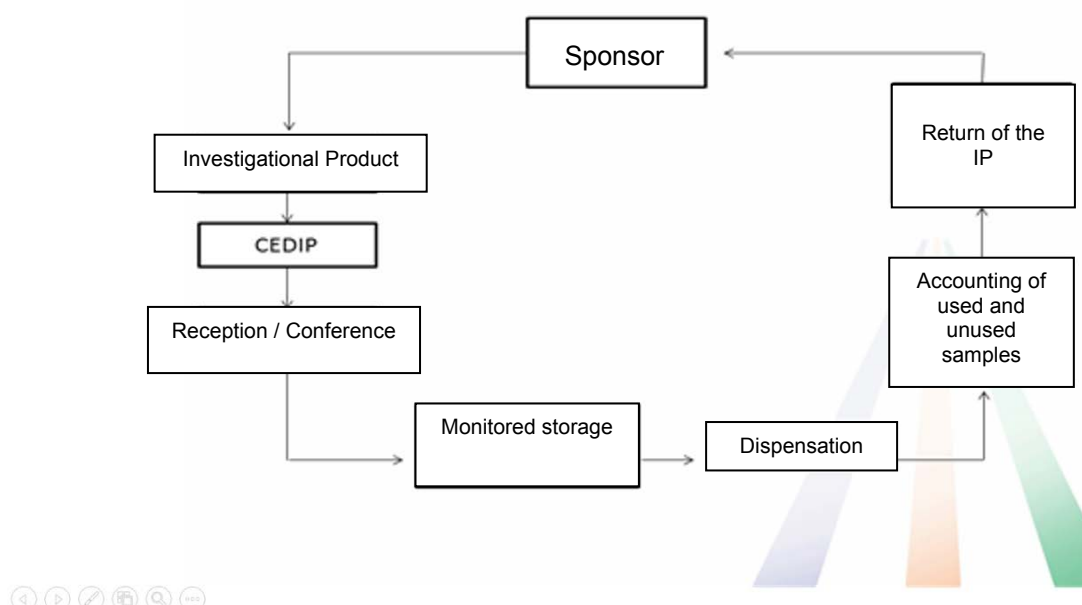 Sponsor
Investigational Product
CEDIP
Reception / Conference
Monitored storage
Dispensation
Accounting of
used and
unused
samples
Return of the
IP